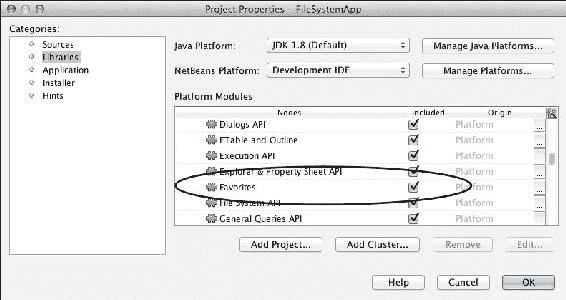 Project Properties – FileSystemApp
Categories:
Sources
Libraries
Application
Installer
Hints
Java Platform: JDK 1.8 (Default) Manage Java Platforms...
NetBeans Platform: Development IDE Manage Platforms...
Platform Modules
Nodes Included Origin
Dialogs API Platform ...
ETable and Outline Platform ...
Execution API Platform ...
Explorer & Property Sheet API Platform ...
Favorites Platform ...
File System API Platform ...
General Queries API Platform ...
Add Project... Add Cluster... Remove Edit...
Help Cancel OK